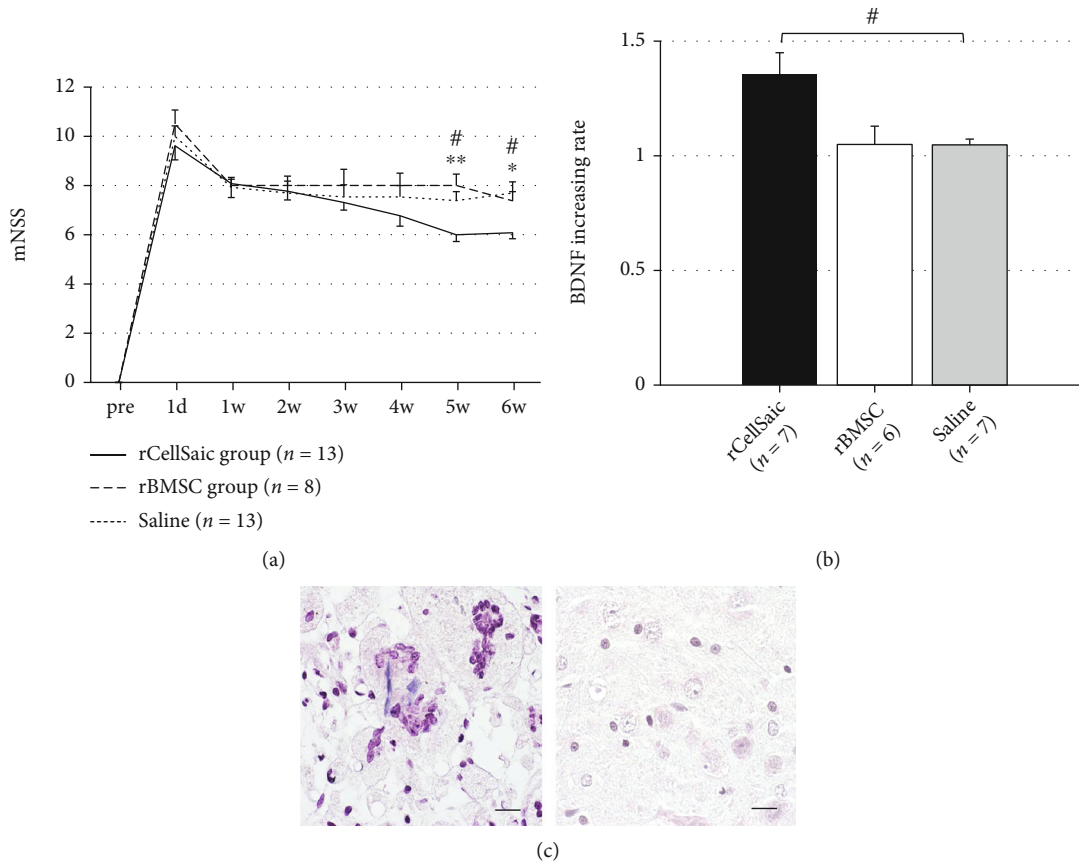 mNSS
12
10
8
6
4
2
0
#
**
#
*
pre 1d 1w 2w 3w 4w 5w 6w
rCellSaic group (n = 13)
rBMSC group (n = 8)
Saline (n = 13)
(a)
BDNF increasing rate
#
1.5
1
0.5
0
rCellSaic
(n = 7)
rBMSC
(n = 6)
Saline
(n = 7)
(b)
(c)